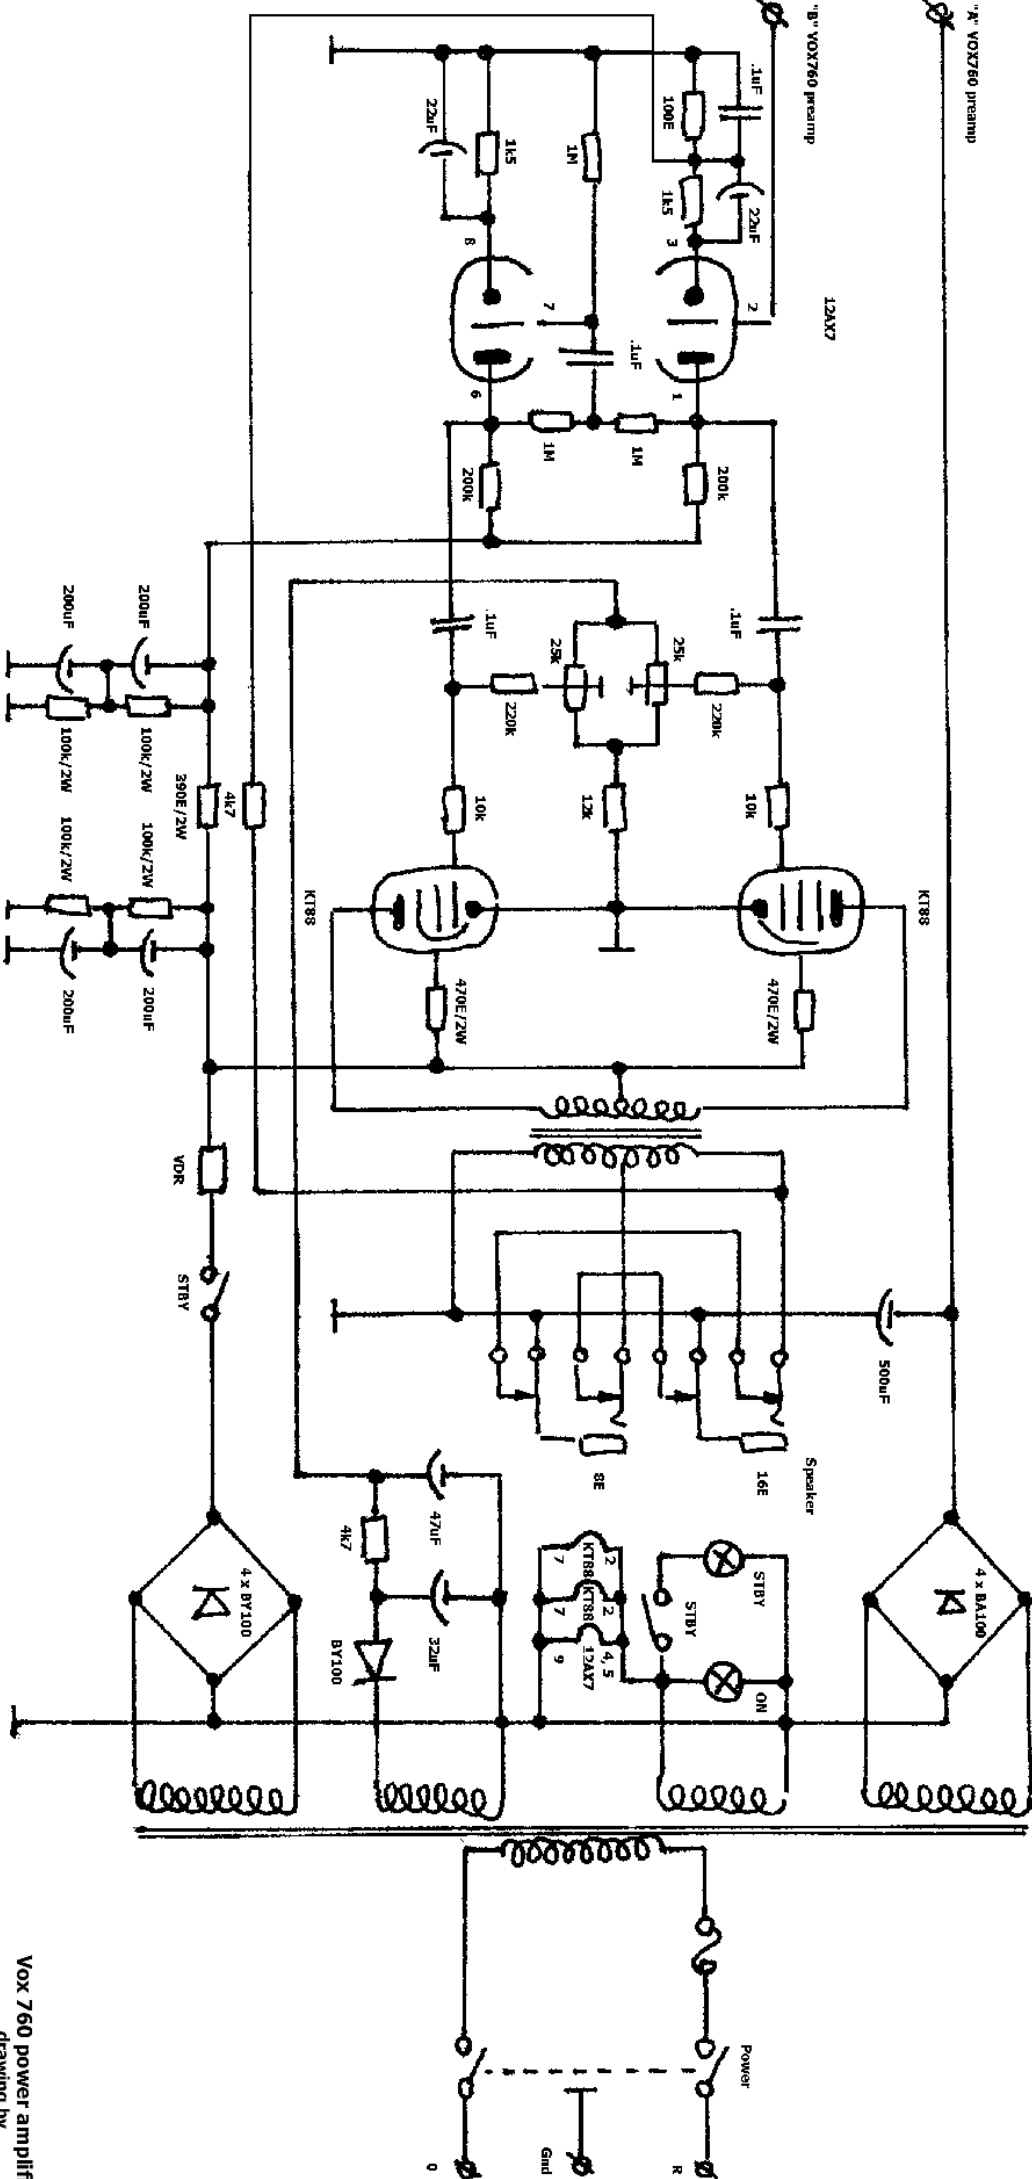 "A" VOX760 preamp
"B" VOX760 preamp
.1uF
100E
22uF
1k5
3
2
12AX7
1
1M
1k5
22uF
8
7
.1uF
6
1M
1M
200k
200k
.1uF
.1uF
25k
25k
220k
220k
10k
12k
10k
KT88
KT88
470E/2W
470E/2W
200uF
200uF
100k/2W
100k/2W
390E/2W
4k7
100k/2W
100k/2W
200uF
200uF
VDR
STBY
500uF
Speaker
16E
8E
47uF
4k7
32uF
BY100
4 x BY100
4 x BA100
STBY
STBY
ON
KT88
2
7
KT88
2
7
12AX7
4, 5
9
Power
R
Gnd
0
Vox 760 power amplif
drawing by